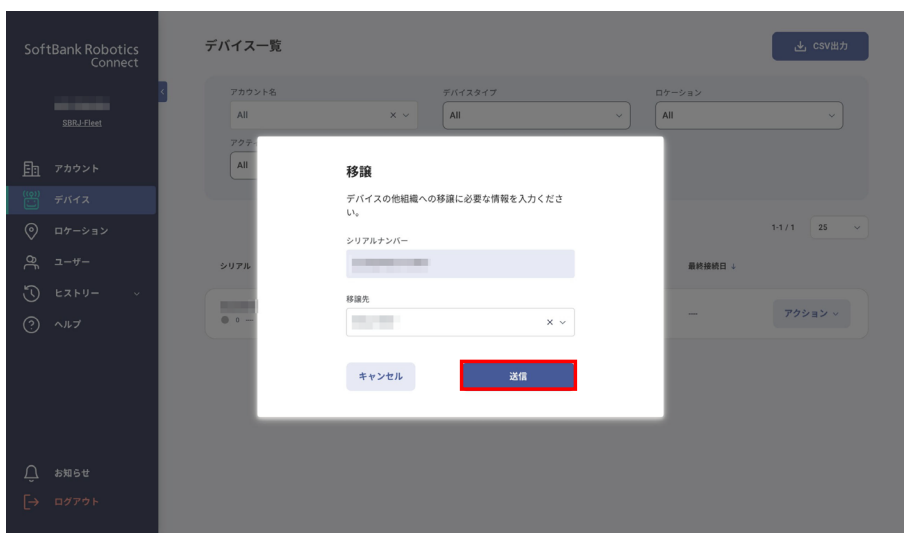 SoftBank Robotics
Connect
SBRJ-Fleet
アカウント
デバイス
ロケーション
ユーザー
ヒストリー
ヘルプ
お知らせ
ログアウト
デバイス一覧
CSV出力
アカウント名
All
デバイスタイプ
All
ロケーション
All
アクテ
All
1-1 / 1
25
シリアル
最終接続日 ↓
—
アクション
移譲
デバイスの他組織への移譲に必要な情報を入力くださ
い。
シリアルナンバー
移譲先
キャンセル
送信